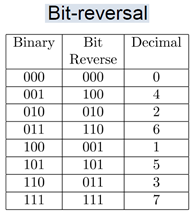 Bit-reversal
Binary Bit Reverse Decimal
000 000 0
001 100 4
010 010 2
011 110 6
100 001 1
101 101 5
110 011 3
111 111 7